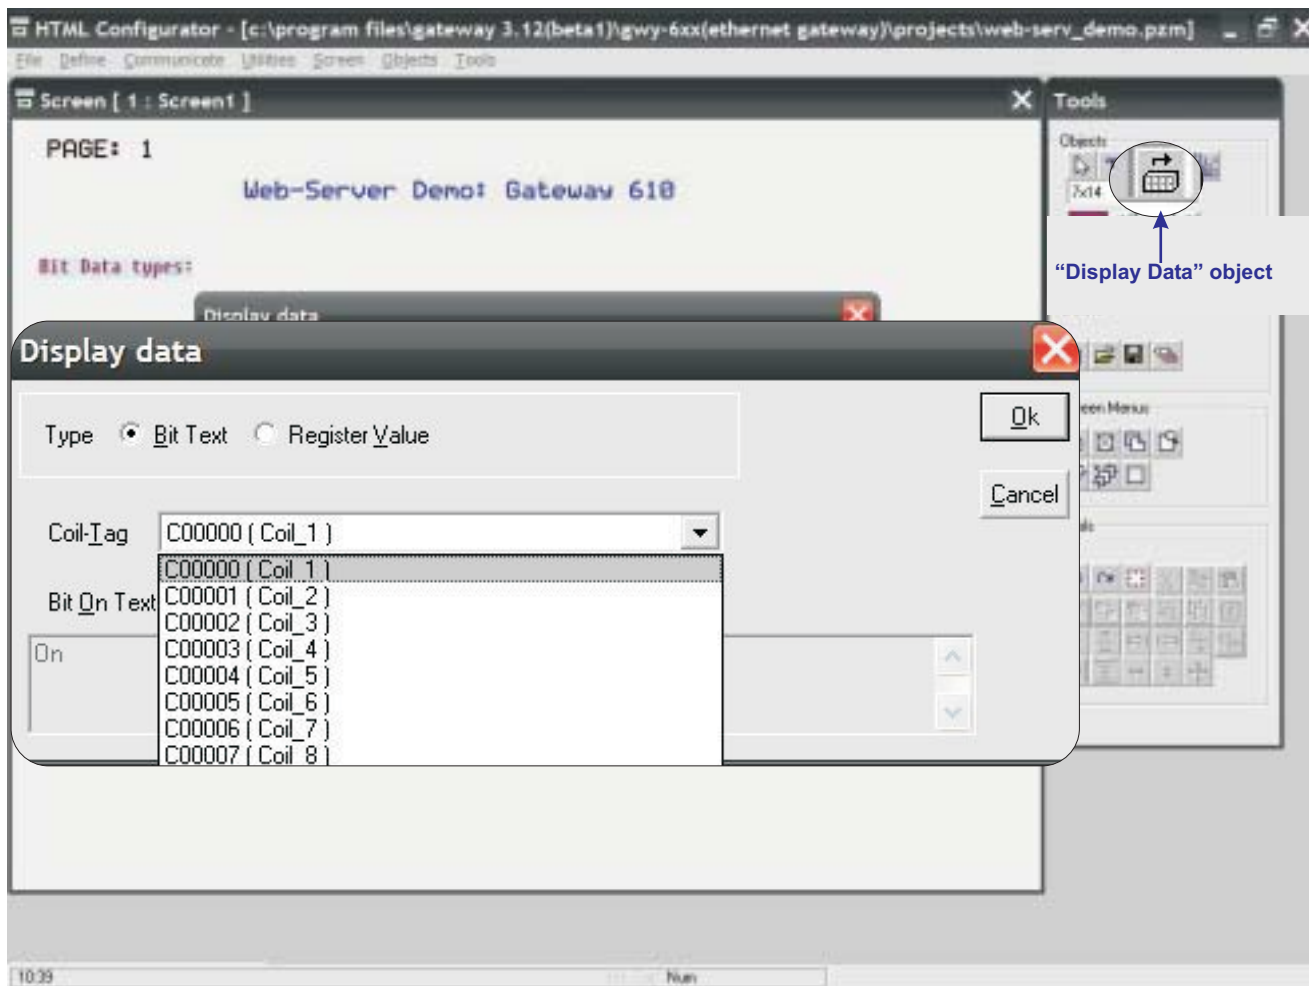 HTML Configurator - [c:\program files\gateway 3.12(beta1)\gwy-6xx(ethernet gateway)\projects\web-serv_demo.pzm]
File Define Communicate Utilities Screen Objects Tools
Screen [ 1 : Screen1 ]
Tools
Objects
PAGE: 1
7x14
Web-Server Demo: Gateway 610
Bit Data types:
“Display Data” object
Display data
Display data
Ok
Type Bit Text Register Value
Menus
Cancel
Coil-Tag C00000 ( Coil_1 )
C00000 ( Coil_1 )
Bit On Text
C00001 ( Coil_2 )
C00002 ( Coil_3 )
On
C00003 ( Coil_4 )
C00004 ( Coil_5 )
C00005 ( Coil_6 )
C00006 ( Coil_7 )
C00007 ( Coil_8 )
10:39
Num